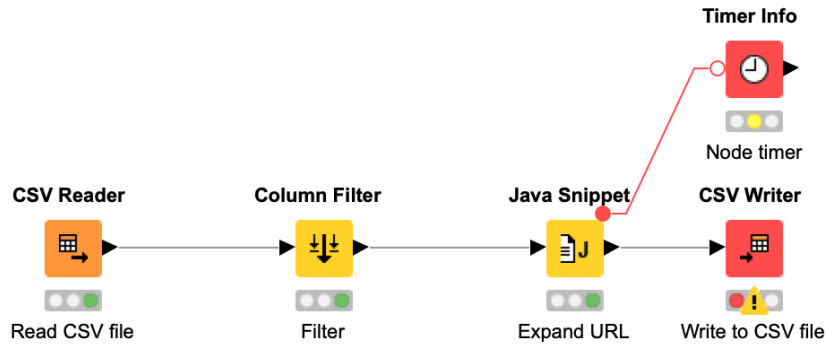 Timer Info
Node timer
CSV Reader
Column Filter
Java Snippet
CSV Writer
J
!
Read CSV file
Filter
Expand URL
Write to CSV file